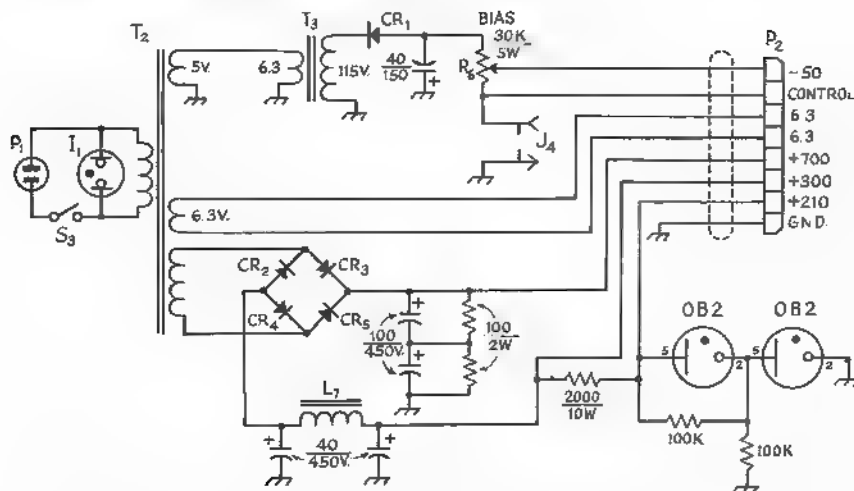 T2
T3
CR1
BIAS
30K
5W
P2
5V.
6.3
115V.
40
150
R6
-50
CONTROL
6.3
6.3
+700
+300
+210
GND.
J4
P1
I1
S3
6.3V.
CR2
CR3
CR4
CR5
100
450V.
100
2W
OB2
OB2
5
2
5
2
L7
2000
10W
100K
100K
40
450V.
+
+
+
+
+